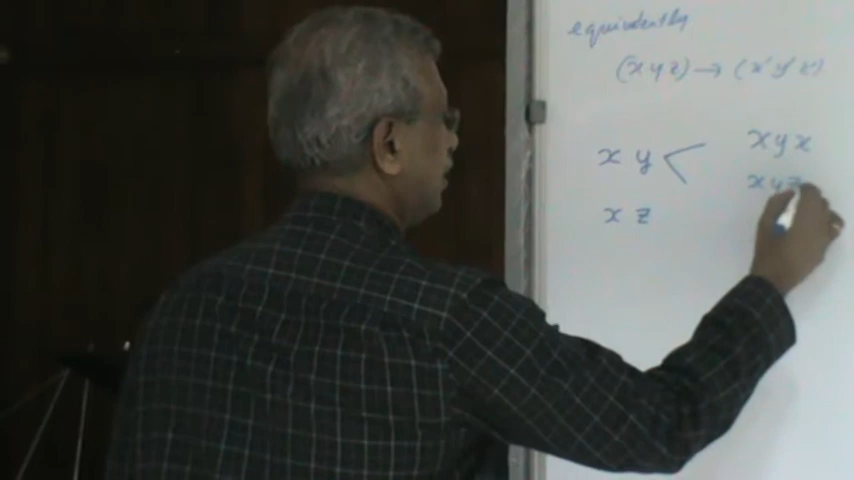 equivalently
(x y z) → (x' y' z')
x y < x y x
x y z
x z